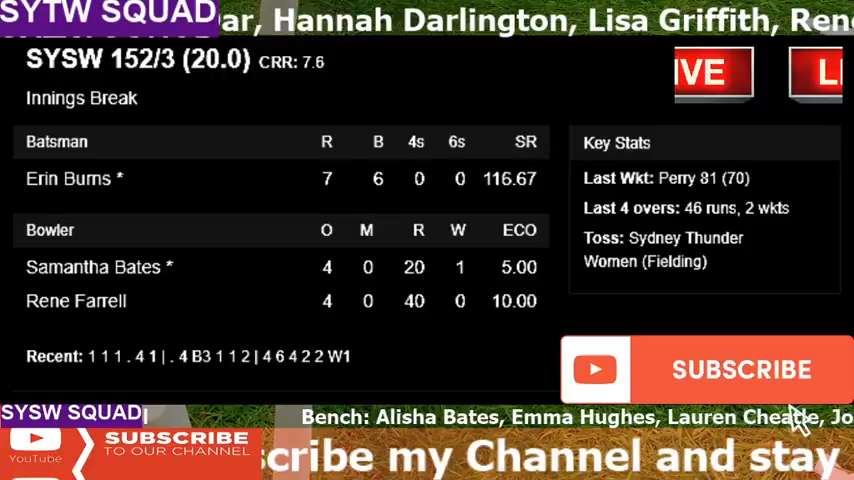 SYTW SQUAD
ar, Hannah Darlington, Lisa Griffith, Ren
SYSW 152/3 (20.0) CRR: 7.6
IVE
LI
Innings Break
Batsman R B 4s 6s SR
Erin Burns * 7 6 0 0 116.67
Bowler O M R W ECO
Samantha Bates * 4 0 20 1 5.00
Rene Farrell 4 0 40 0 10.00
Recent: 1 1 1 . 4 1 | . 4 B3 1 1 2 | 4 6 4 2 2 W1
Key Stats
Last Wkt: Perry 81 (70)
Last 4 overs: 46 runs, 2 wkts
Toss: Sydney Thunder
Women (Fielding)
SUBSCRIBE
SYSW SQUAD
Bench: Alisha Bates, Emma Hughes, Lauren Cheatle, Jo
YouTube
SUBSCRIBE
TO OUR CHANNEL
scribe my Channel and stay